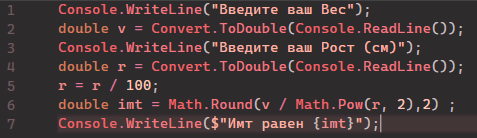 1 Console.WriteLine("Введите ваш Вес");
2 double v = Convert.ToDouble(Console.ReadLine());
3 Console.WriteLine("Введите ваш Рост (см)");
4 double r = Convert.ToDouble(Console.ReadLine());
5 r = r / 100;
6 double imt = Math.Round(v / Math.Pow(r, 2),2) ;
7 Console.WriteLine($"Имт равен {imt}");